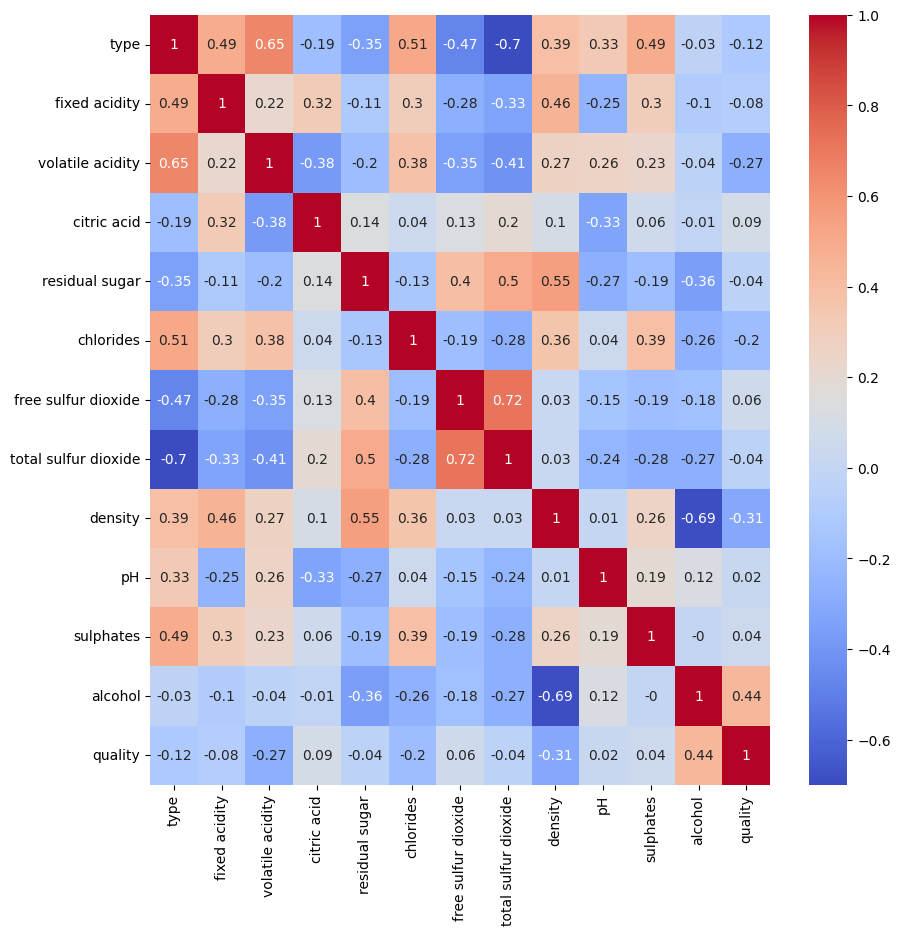 1.0
type 1 0.49 0.65 -0.19 -0.35 0.51 -0.47 -0.7 0.39 0.33 0.49 -0.03 -0.12
fixed acidity 0.49 1 0.22 0.32 -0.11 0.3 -0.28 -0.33 0.46 -0.25 0.3 -0.1 -0.08
0.8
volatile acidity 0.65 0.22 1 -0.38 -0.2 0.38 -0.35 -0.41 0.27 0.26 0.23 -0.04 -0.27
0.6
citric acid -0.19 0.32 -0.38 1 0.14 0.04 0.13 0.2 0.1 -0.33 0.06 -0.01 0.09
residual sugar -0.35 -0.11 -0.2 0.14 1 -0.13 0.4 0.5 0.55 -0.27 -0.19 -0.36 -0.04
0.4
chlorides 0.51 0.3 0.38 0.04 -0.13 1 -0.19 -0.28 0.36 0.04 0.39 -0.26 -0.2
0.2
free sulfur dioxide -0.47 -0.28 -0.35 0.13 0.4 -0.19 1 0.72 0.03 -0.15 -0.19 -0.18 0.06
total sulfur dioxide -0.7 -0.33 -0.41 0.2 0.5 -0.28 0.72 1 0.03 -0.24 -0.28 -0.27 -0.04
0.0
density 0.39 0.46 0.27 0.1 0.55 0.36 0.03 0.03 1 0.01 0.26 -0.69 -0.31
−0.2
pH 0.33 -0.25 0.26 -0.33 -0.27 0.04 -0.15 -0.24 0.01 1 0.19 0.12 0.02
sulphates 0.49 0.3 0.23 0.06 -0.19 0.39 -0.19 -0.28 0.26 0.19 1 -0 0.04
−0.4
alcohol -0.03 -0.1 -0.04 -0.01 -0.36 -0.26 -0.18 -0.27 -0.69 0.12 -0 1 0.44
quality -0.12 -0.08 -0.27 0.09 -0.04 -0.2 0.06 -0.04 -0.31 0.02 0.04 0.44 1
−0.6
type
fixed acidity
volatile acidity
citric acid
residual sugar
chlorides
free sulfur dioxide
total sulfur dioxide
density
pH
sulphates
alcohol
quality